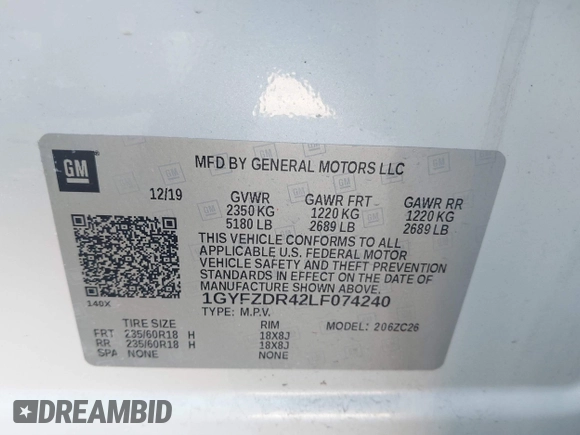 GM
MFD BY GENERAL MOTORS LLC
12/19 GVWR GAWR FRT GAWR RR
2350 KG 1220 KG 1220 KG
5180 LB 2689 LB 2689 LB
THIS VEHICLE CONFORMS TO ALL
APPLICABLE U.S. FEDERAL MOTOR
VEHICLE SAFETY AND THEFT
PREVENTION STANDARDS IN EFFECT
ON THE DATE OF
MANUFACTURE SHOWN ABOVE.
140X
1GYFZDR42LF074240
TYPE: M.P.V. MODEL: 206ZC26
TIRE SIZE RIM
FRT 235/60R18 H 18X8J
RR 235/60R18 H 18X8J
SPA NONE NONE
DREAMBID